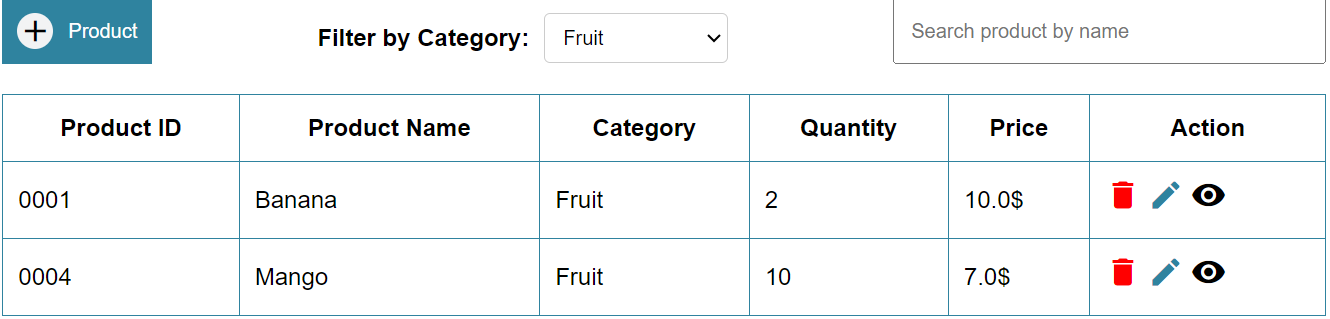 Product Filter by Category: Fruit Search product by name
Product ID Product Name Category Quantity Price Action
0001 Banana Fruit 2 10.0$
0004 Mango Fruit 10 7.0$